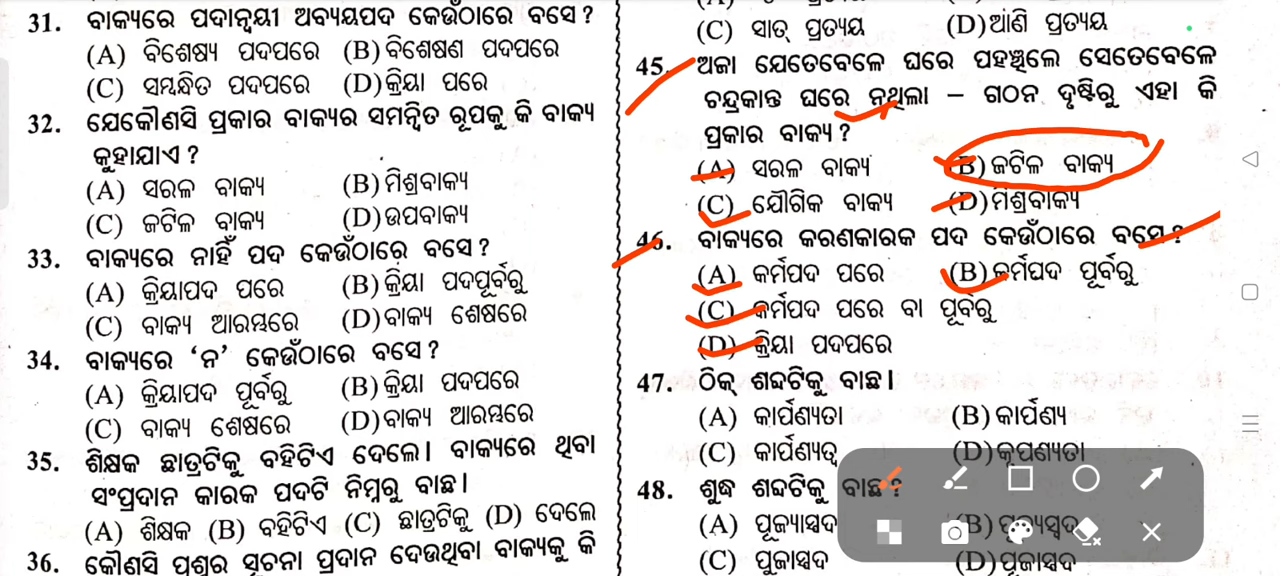 31. ବାକ୍ୟରେ ପଦାନ୍ଵୟୀ ଅବ୍ୟୟପଦ କେଉଁଠାରେ ବସେ ?
(A) ବିଶେଷ୍ୟ ପଦପରେ (B) ବିଶେଷଣ ପଦପରେ
(C) ସମ୍ବନ୍ଧିତ ପଦପରେ (D) କ୍ରିୟା ପରେ
32. ଯେକୌଣସି ପ୍ରକାର ବାକ୍ୟର ସମନ୍ଵିତ ରୂପକୁ କି ବାକ୍ୟ
କୁହାଯାଏ ?
(A) ସରଳ ବାକ୍ୟ (B) ମିଶ୍ରବାକ୍ୟ
(C) ଜଟିଳ ବାକ୍ୟ (D) ଉପବାକ୍ୟ
33. ବାକ୍ୟରେ ନାହିଁ ପଦ କେଉଁଠାରେ ବସେ ?
(A) କ୍ରିୟାପଦ ପରେ (B) କ୍ରିୟା ପଦପୂର୍ବରୁ
(C) ବାକ୍ୟ ଆରମ୍ଭରେ (D) ବାକ୍ୟ ଶେଷରେ
34. ବାକ୍ୟରେ ‘ନ’ କେଉଁଠାରେ ବସେ ?
(A) କ୍ରିୟାପଦ ପୂର୍ବରୁ (B) କ୍ରିୟା ପଦପରେ
(C) ବାକ୍ୟ ଶେଷରେ (D) ବାକ୍ୟ ଆରମ୍ଭରେ
35. ଶିକ୍ଷକ ଛାତ୍ରଟିକୁ ବହିଟିଏ ଦେଲେ। ବାକ୍ୟରେ ଥିବା
ସଂପ୍ରଦାନ କାରକ ପଦଟି ନିମ୍ନରୁ ବାଛ।
(A) ଶିକ୍ଷକ (B) ବହିଟିଏ (C) ଛାତ୍ରଟିକୁ (D) ଦେଲେ
36. କୌଣସି ପ୍ରଶ୍ନର ସୂଚନା ପ୍ରଦାନ ଦେଉଥିବା ବାକ୍ୟକୁ କି
(C) ସାତ୍ ପ୍ରତ୍ୟୟ (D) ଆଣି ପ୍ରତ୍ୟୟ
45. ଅଜା ଯେତେବେଳେ ଘରେ ପହଞ୍ଚିଲେ ସେତେବେଳେ
ଚନ୍ଦ୍ରକାନ୍ତ ଘରେ ନଥିଲା – ଗଠନ ଦୃଷ୍ଟିରୁ ଏହା କି
ପ୍ରକାର ବାକ୍ୟ ?
(A) ସରଳ ବାକ୍ୟ (B) ଜଟିଳ ବାକ୍ୟ
(C) ଯୌଗିକ ବାକ୍ୟ (D) ମିଶ୍ରବାକ୍ୟ
46. ବାକ୍ୟରେ କରଣକାରକ ପଦ କେଉଁଠାରେ ବସେ ?
(A) କର୍ମପଦ ପରେ (B) କର୍ମପଦ ପୂର୍ବରୁ
(C) କର୍ମପଦ ପରେ ବା ପୂର୍ବରୁ
(D) କ୍ରିୟା ପଦପରେ
47. ଠିକ୍ ଶବ୍ଦଟିକୁ ବାଛ।
(A) କାର୍ପଣ୍ୟତା (B) କାର୍ପଣ୍ୟ
(C) କାର୍ପଣ୍ୟତ୍ୱ (D) କୃପଣ୍ୟତା
48. ଶୁଦ୍ଧ ଶବ୍ଦଟିକୁ ବାଛ ?
(A) ପୂଜ୍ୟାସ୍ପଦ (B) ପୂଜ୍ୟସ୍ପଦ
(C) ପୁଜାସ୍ପଦ (D) ପୂଜାସ୍ପଦ